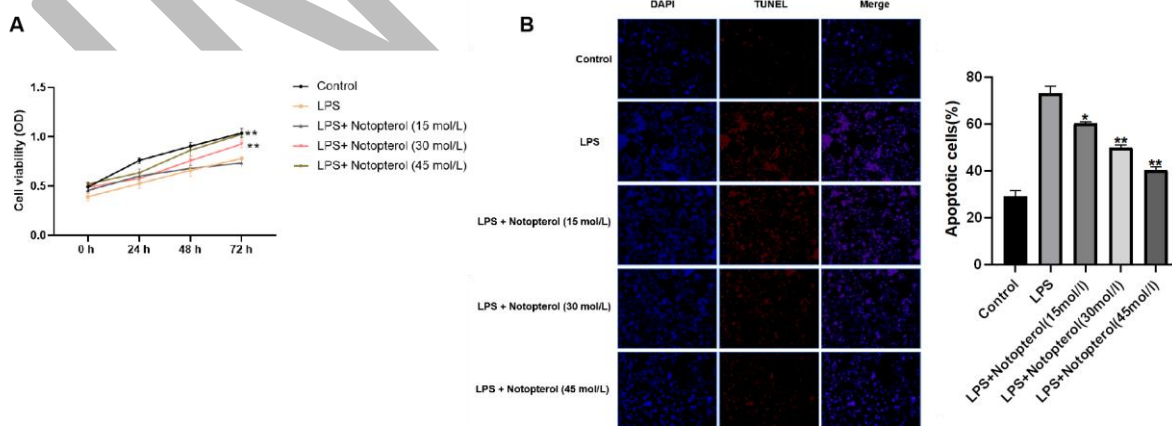 A
Cell viability (OD)
1.5
1.0
0.5
0.0
0 h 24 h 48 h 72 h
**
**
Control
LPS
LPS+ Notopterol (15 mol/L)
LPS+ Notopterol (30 mol/L)
LPS+ Notopterol (45 mol/L)
B
DAPI TUNEL Merge
Control
LPS
LPS + Notopterol (15 mol/L)
LPS + Notopterol (30 mol/L)
LPS + Notopterol (45 mol/L)
Apoptotic cells(%)
80
60
40
20
0
* ** **
Control
LPS
LPS+Notopterol(15mol/l)
LPS+Notopterol(30mol/l)
LPS+Notopterol(45mol/l)